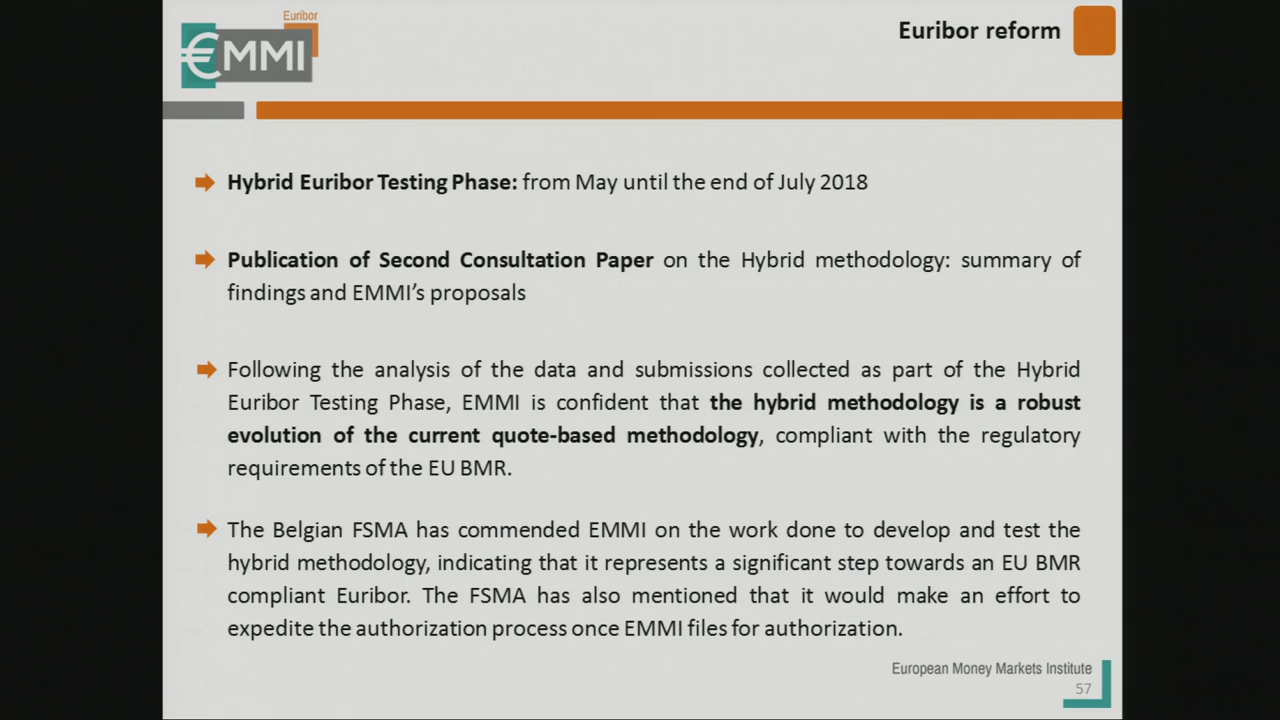 Euribor
€MMI
Euribor reform
Hybrid Euribor Testing Phase: from May until the end of July 2018
Publication of Second Consultation Paper on the Hybrid methodology: summary of
findings and EMMI’s proposals
Following the analysis of the data and submissions collected as part of the Hybrid
Euribor Testing Phase, EMMI is confident that the hybrid methodology is a robust
evolution of the current quote-based methodology, compliant with the regulatory
requirements of the EU BMR.
The Belgian FSMA has commended EMMI on the work done to develop and test the
hybrid methodology, indicating that it represents a significant step towards an EU BMR
compliant Euribor. The FSMA has also mentioned that it would make an effort to
expedite the authorization process once EMMI files for authorization.
European Money Markets Institute
57